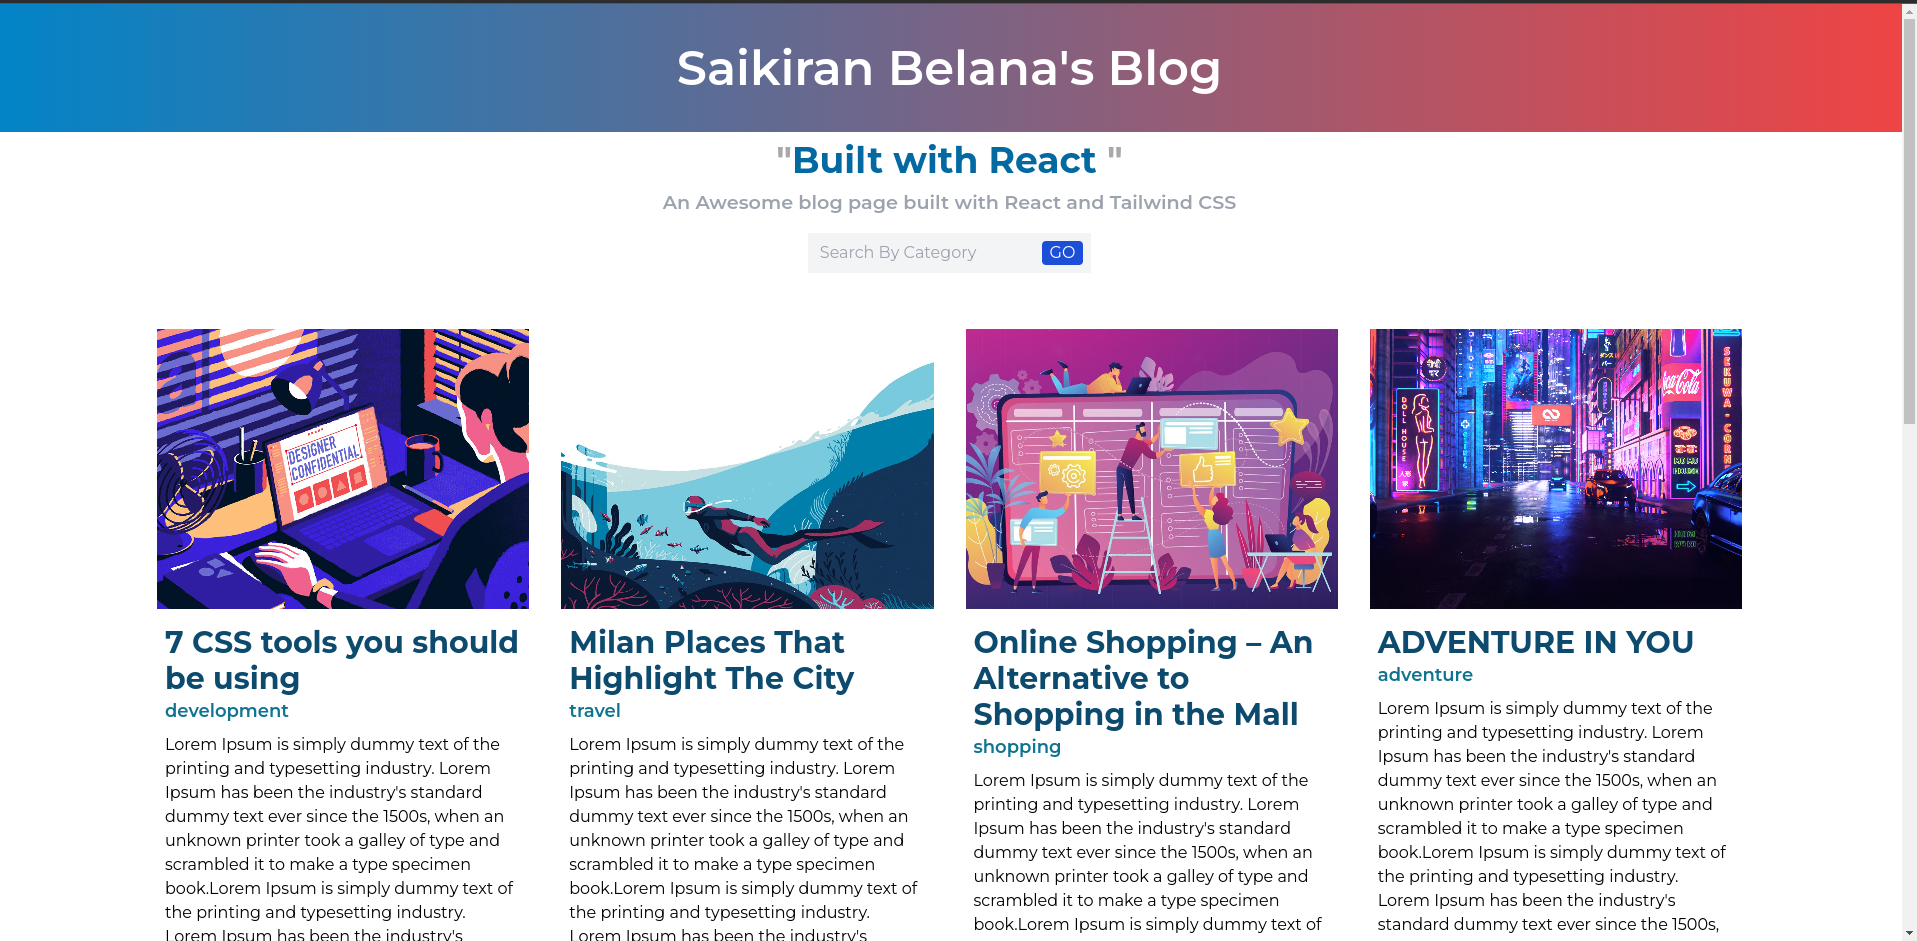 Saikiran Belana's Blog
"Built with React "
An Awesome blog page built with React and Tailwind CSS
Search By Category
GO
DESIGNER
CONFIDENTIAL
DOLL HOUSE
Coca-Cola
SEKUWA-CORN
7 CSS tools you should
be using
development
Lorem Ipsum is simply dummy text of the
printing and typesetting industry. Lorem
Ipsum has been the industry's standard
dummy text ever since the 1500s, when an
unknown printer took a galley of type and
scrambled it to make a type specimen
book.Lorem Ipsum is simply dummy text of
the printing and typesetting industry.
Lorem Ipsum has been the industry's
Milan Places That
Highlight The City
travel
Lorem Ipsum is simply dummy text of the
printing and typesetting industry. Lorem
Ipsum has been the industry's standard
dummy text ever since the 1500s, when an
unknown printer took a galley of type and
scrambled it to make a type specimen
book.Lorem Ipsum is simply dummy text of
the printing and typesetting industry.
Lorem Ipsum has been the industry's
Online Shopping – An
Alternative to
Shopping in the Mall
shopping
Lorem Ipsum is simply dummy text of the
printing and typesetting industry. Lorem
Ipsum has been the industry's standard
dummy text ever since the 1500s, when an
unknown printer took a galley of type and
scrambled it to make a type specimen
book.Lorem Ipsum is simply dummy text of
ADVENTURE IN YOU
adventure
Lorem Ipsum is simply dummy text of the
printing and typesetting industry. Lorem
Ipsum has been the industry's standard
dummy text ever since the 1500s, when an
unknown printer took a galley of type and
scrambled it to make a type specimen
book.Lorem Ipsum is simply dummy text of
the printing and typesetting industry.
Lorem Ipsum has been the industry's
standard dummy text ever since the 1500s,